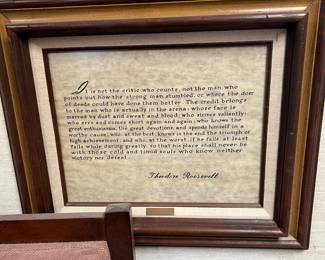 It is not the critic who counts, not the man who
points out how the strong man stumbled, or where the doer
of deeds could have done them better. The credit belongs
to the man who is actually in the arena; whose face is
marred by dust and sweat and blood; who strives valiantly;
who errs and comes short again and again; who knows the
great enthusiasms, the great devotions, and spends himself in a
worthy cause; who, at the best, knows in the end the triumph of
high achievement; and who, at the worst, if he fails, at least
fails while daring greatly, so that his place shall never be
with those cold and timid souls who know neither
victory nor defeat.
Theodore Roosevelt